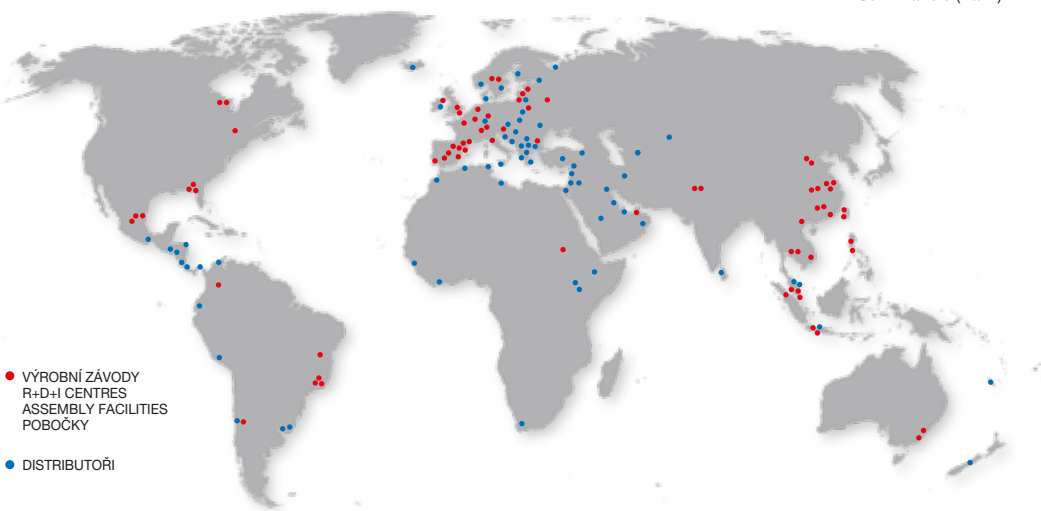 VÝROBNÍ ZÁVODY
R+D+I CENTRES
ASSEMBLY FACILITIES
POBOČKY
DISTRIBUTOŘI